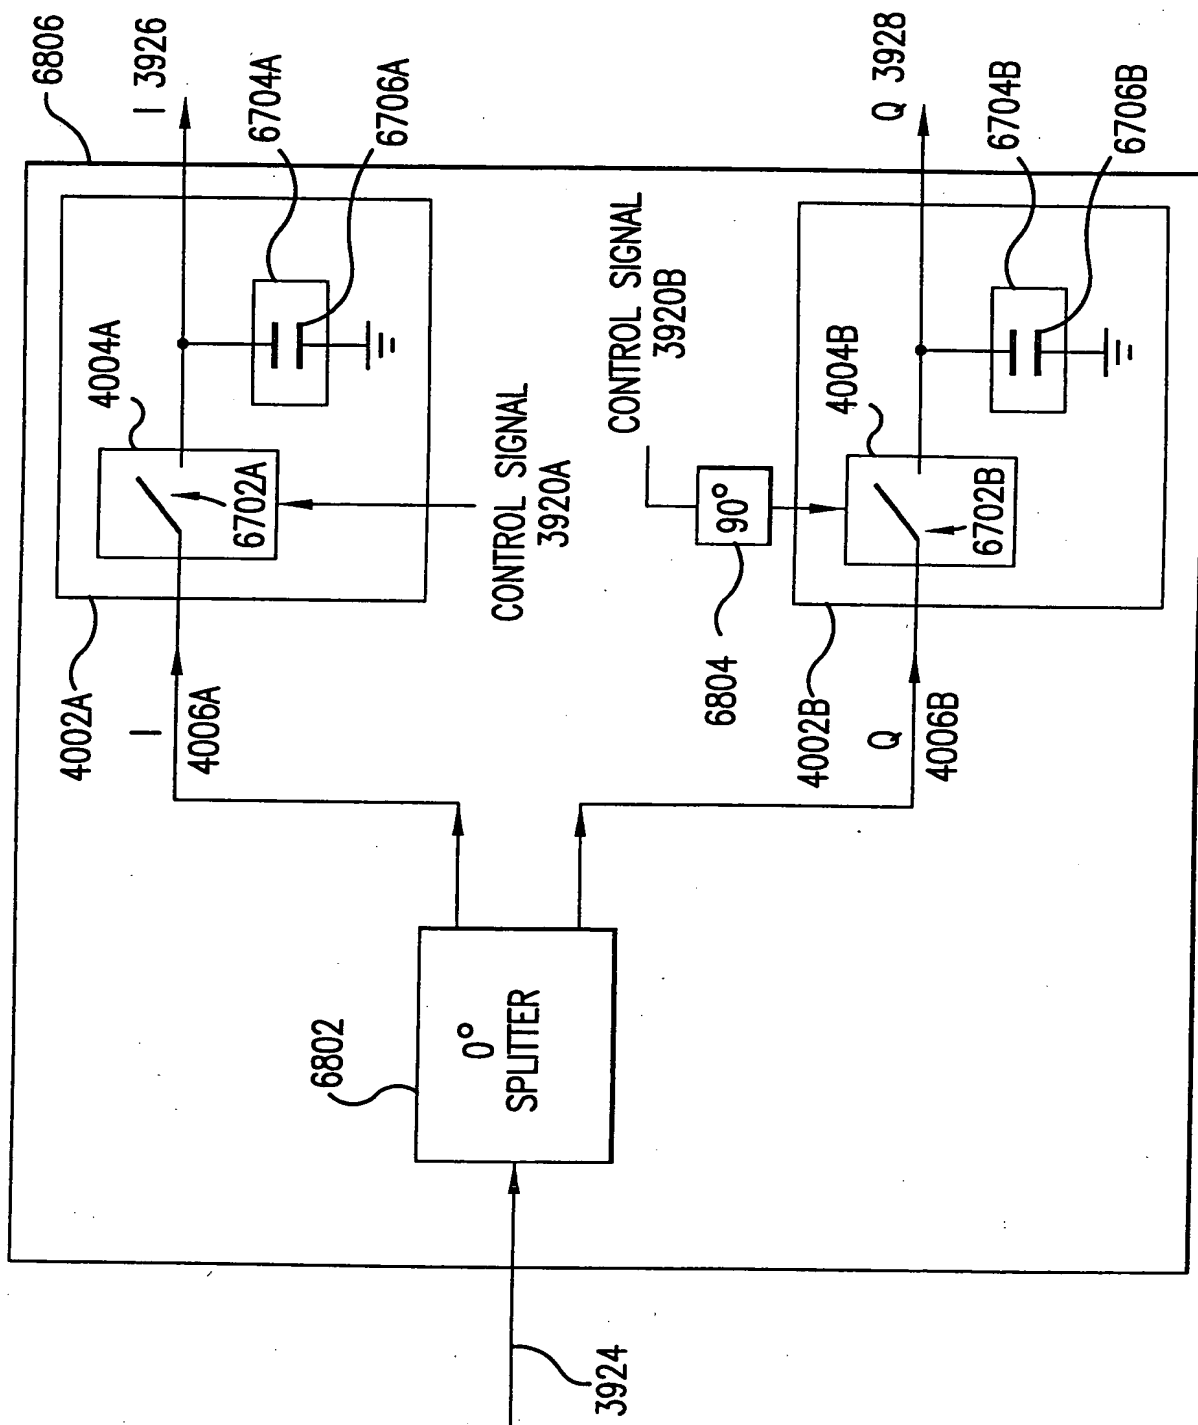 6806
I 3926
6704A
6706A
4004A
6702A
CONTROL SIGNAL
3920A
4002A
I
4006A
6802
0°
SPLITTER
3924
CONTROL SIGNAL
3920B
90°
6804
Q 3928
6704B
6706B
4004B
6702B
4002B
Q
4006B